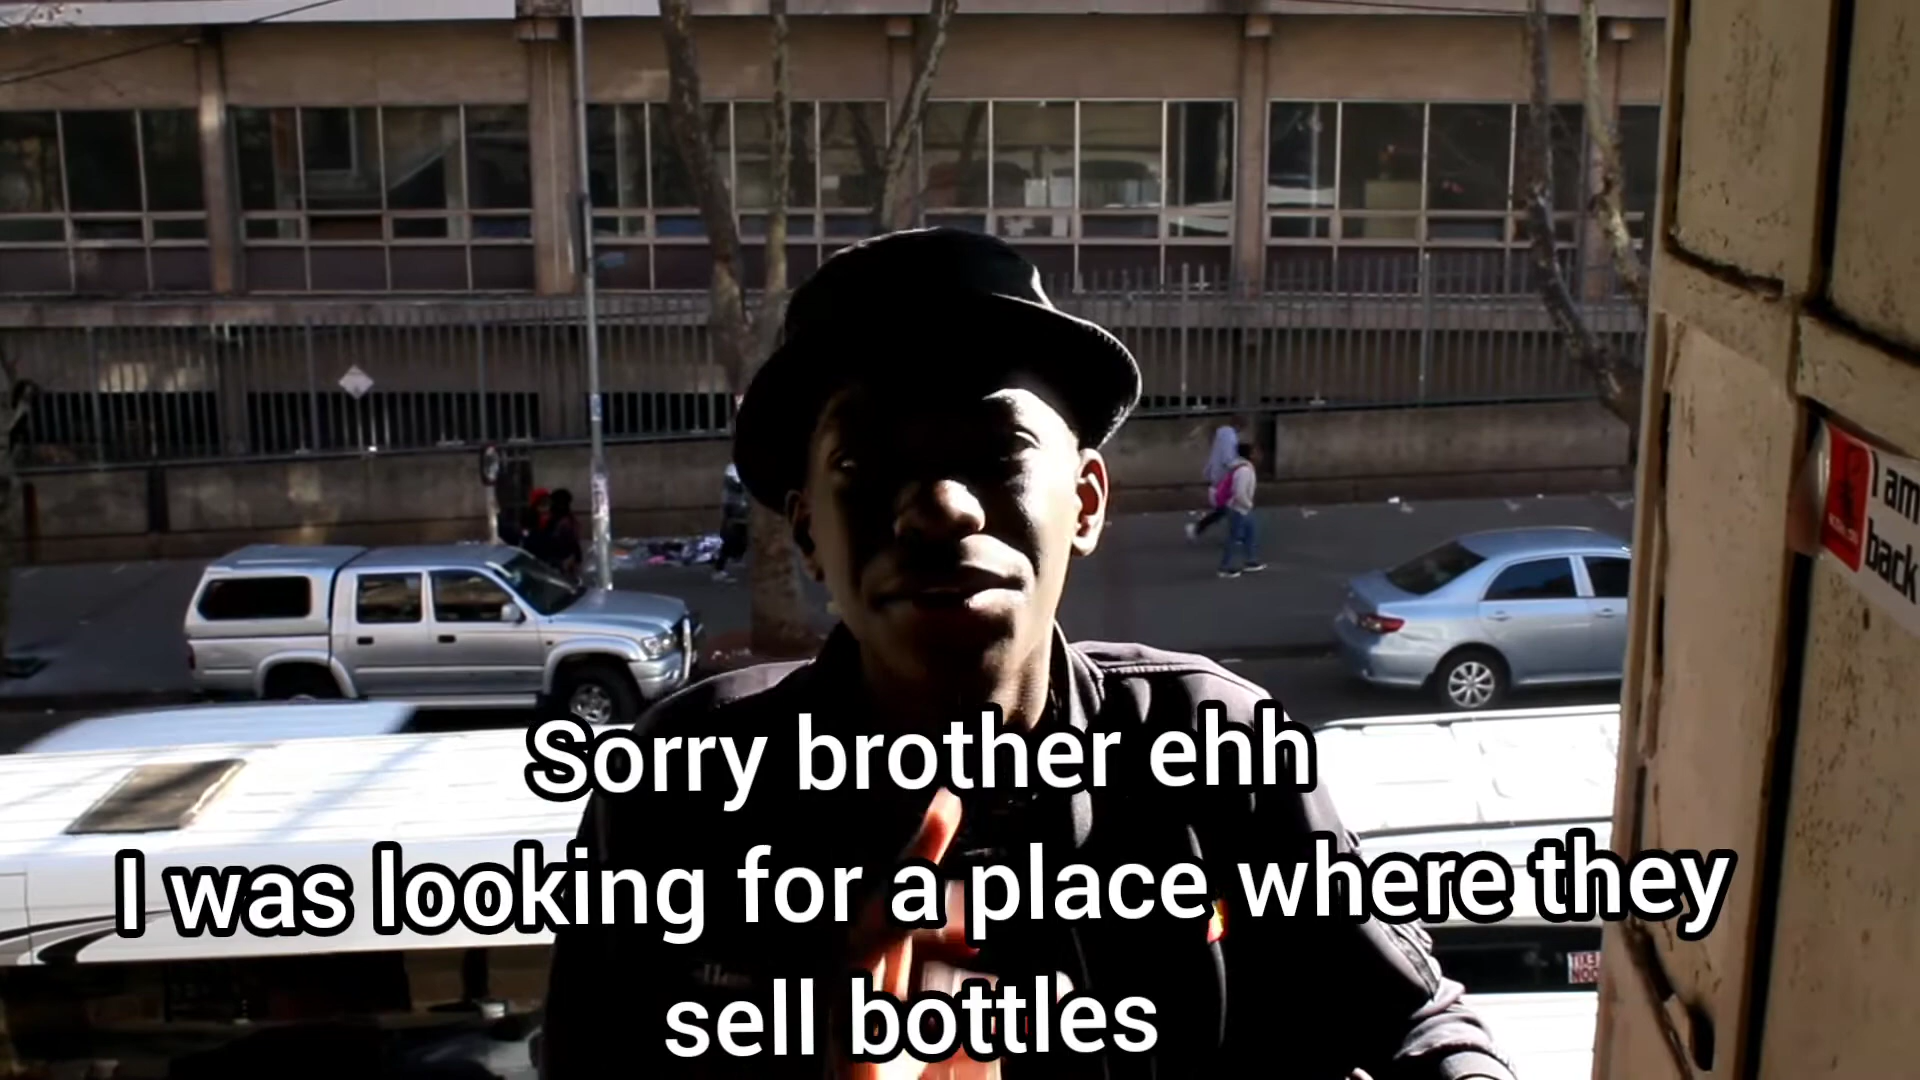 I am
back
Sorry brother ehh
I was looking for a place where they
sell bottles